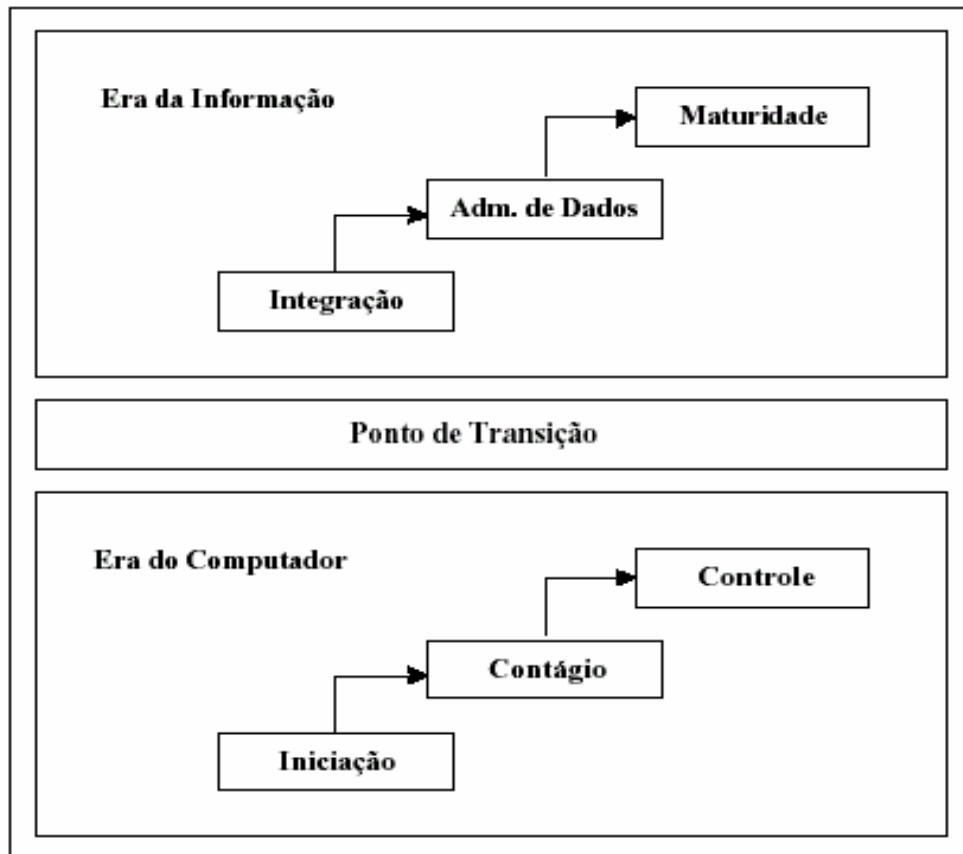 Era da Informação
Maturidade
Adm. de Dados
Integração
Ponto de Transição
Era do Computador
Controle
Contágio
Iniciação